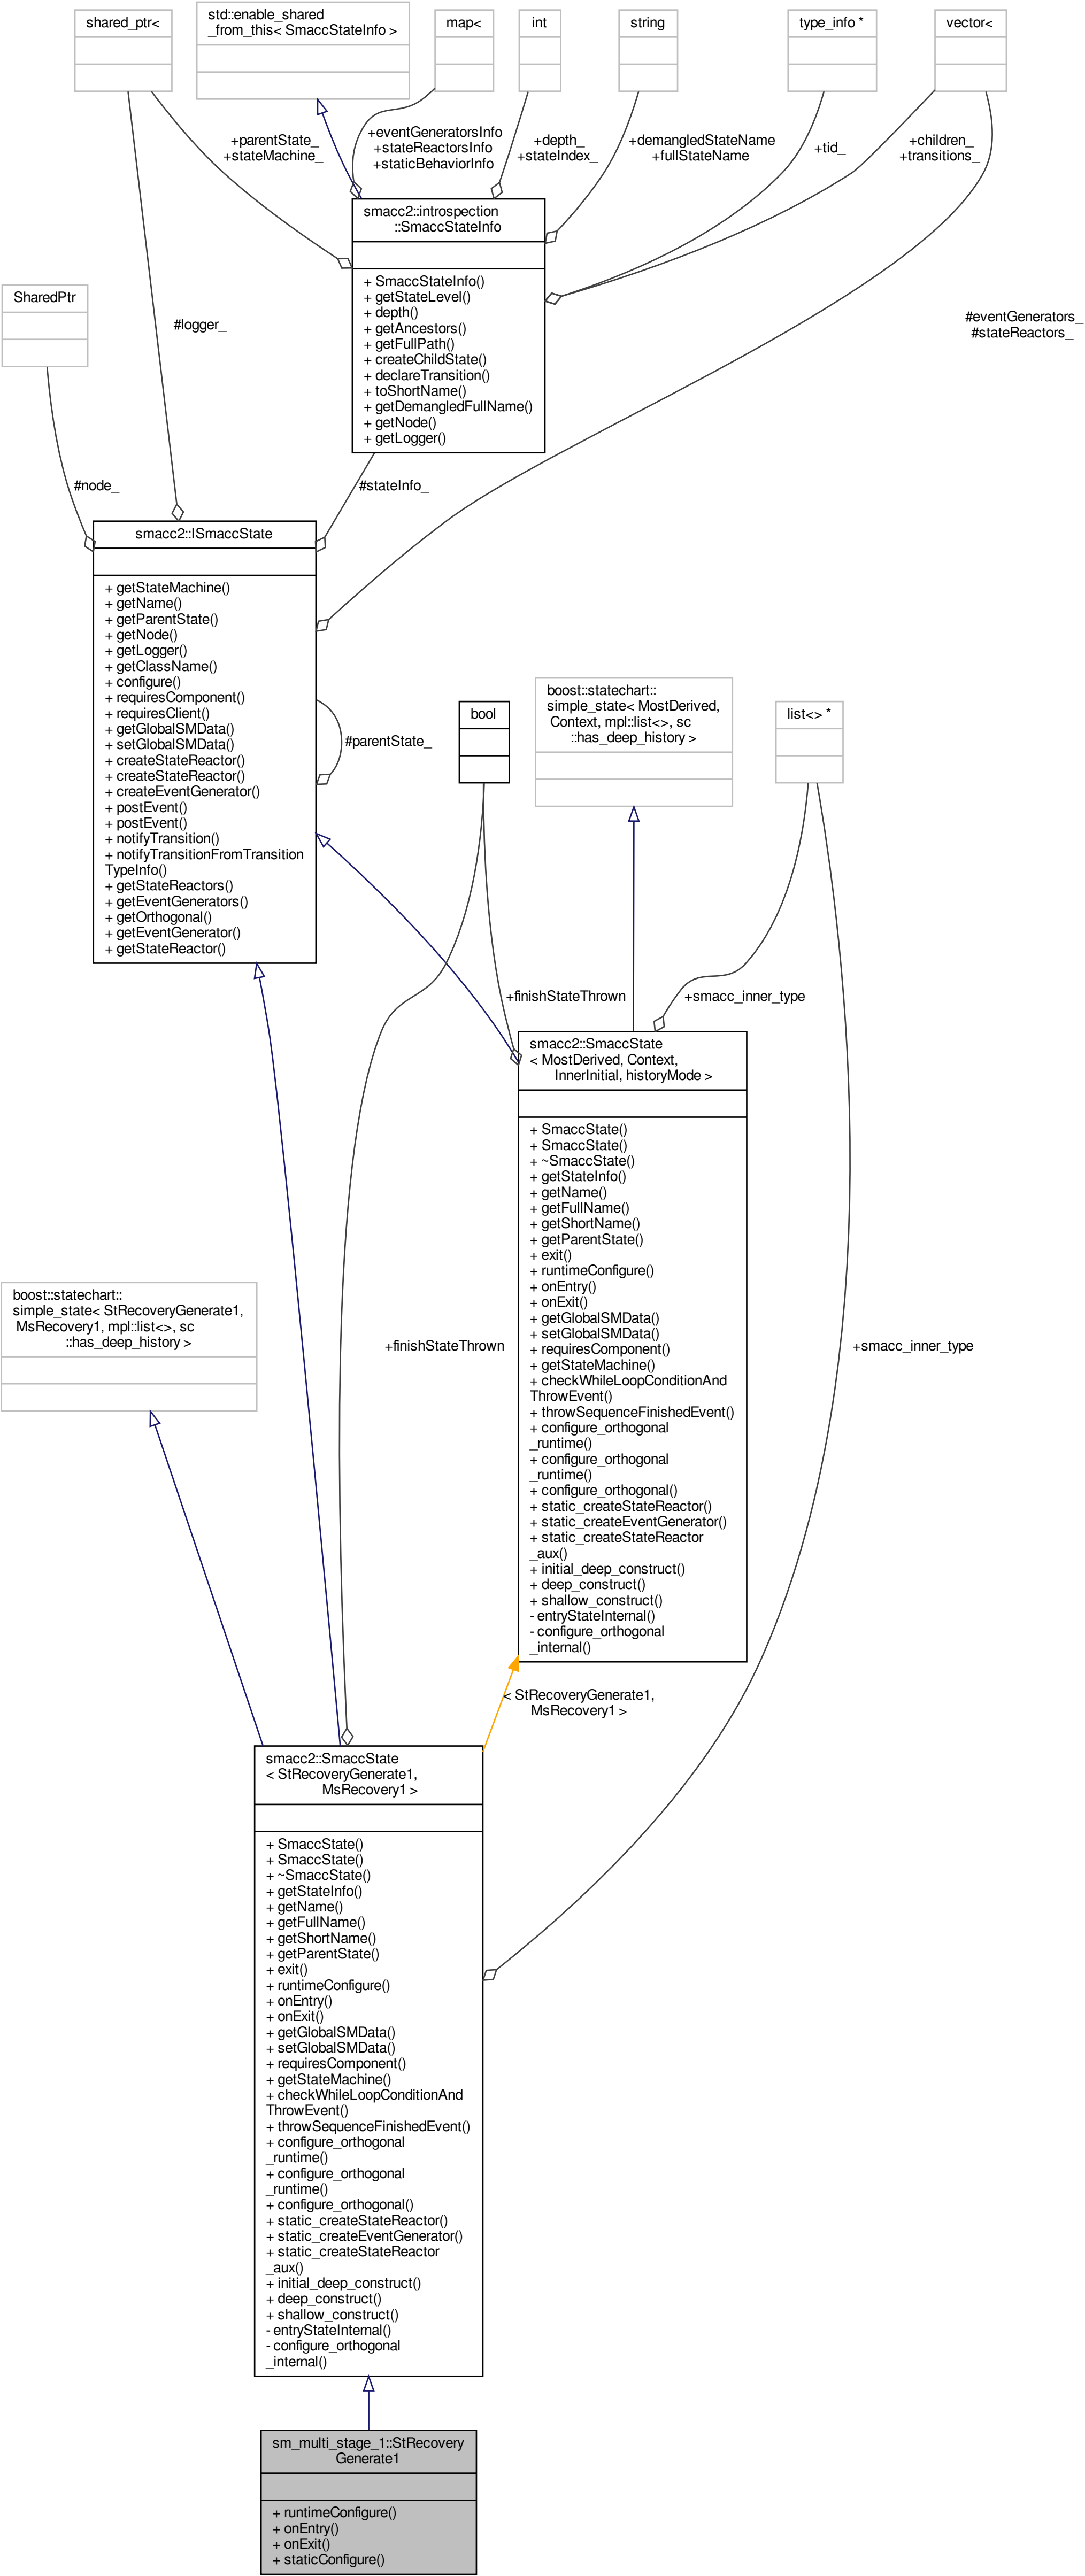 shared_ptr<
std::enable_shared
_from_this< SmaccStateInfo >
map<
int
string
type_info *
vector<
+parentState_
+stateMachine_
+eventGeneratorsInfo
+stateReactorsInfo
+staticBehaviorInfo
+depth_
+stateIndex_
+demangledStateName
+fullStateName
+tid_
+children_
+transitions_
smacc2::introspection
::SmaccStateInfo
+ SmaccStateInfo()
+ getStateLevel()
+ depth()
+ getAncestors()
+ getFullPath()
+ createChildState()
+ declareTransition()
+ toShortName()
+ getDemangledFullName()
+ getNode()
+ getLogger()
SharedPtr
#logger_
#eventGenerators_
#stateReactors_
#node_
#stateInfo_
smacc2::ISmaccState
+ getStateMachine()
+ getName()
+ getParentState()
+ getNode()
+ getLogger()
+ getClassName()
+ configure()
+ requiresComponent()
+ requiresClient()
+ getGlobalSMData()
+ setGlobalSMData()
+ createStateReactor()
+ createStateReactor()
+ createEventGenerator()
+ postEvent()
+ postEvent()
+ notifyTransition()
+ notifyTransitionFromTransition
TypeInfo()
+ getStateReactors()
+ getEventGenerators()
+ getOrthogonal()
+ getEventGenerator()
+ getStateReactor()
#parentState_
bool
boost::statechart::
simple_state< MostDerived,
Context, mpl::list<>, sc
::has_deep_history >
list<> *
+finishStateThrown
+smacc_inner_type
smacc2::SmaccState
< MostDerived, Context,
InnerInitial, historyMode >
+ SmaccState()
+ SmaccState()
+ ~SmaccState()
+ getStateInfo()
+ getName()
+ getFullName()
+ getShortName()
+ getParentState()
+ exit()
+ runtimeConfigure()
+ onEntry()
+ onExit()
+ getGlobalSMData()
+ setGlobalSMData()
+ requiresComponent()
+ getStateMachine()
+ checkWhileLoopConditionAnd
ThrowEvent()
+ throwSequenceFinishedEvent()
+ configure_orthogonal
_runtime()
+ configure_orthogonal
_runtime()
+ configure_orthogonal()
+ static_createStateReactor()
+ static_createEventGenerator()
+ static_createStateReactor
_aux()
+ initial_deep_construct()
+ deep_construct()
+ shallow_construct()
- entryStateInternal()
- configure_orthogonal
_internal()
boost::statechart::
simple_state< StRecoveryGenerate1,
MsRecovery1, mpl::list<>, sc
::has_deep_history >
+finishStateThrown
+smacc_inner_type
< StRecoveryGenerate1,
MsRecovery1 >
smacc2::SmaccState
< StRecoveryGenerate1,
MsRecovery1 >
+ SmaccState()
+ SmaccState()
+ ~SmaccState()
+ getStateInfo()
+ getName()
+ getFullName()
+ getShortName()
+ getParentState()
+ exit()
+ runtimeConfigure()
+ onEntry()
+ onExit()
+ getGlobalSMData()
+ setGlobalSMData()
+ requiresComponent()
+ getStateMachine()
+ checkWhileLoopConditionAnd
ThrowEvent()
+ throwSequenceFinishedEvent()
+ configure_orthogonal
_runtime()
+ configure_orthogonal
_runtime()
+ configure_orthogonal()
+ static_createStateReactor()
+ static_createEventGenerator()
+ static_createStateReactor
_aux()
+ initial_deep_construct()
+ deep_construct()
+ shallow_construct()
- entryStateInternal()
- configure_orthogonal
_internal()
sm_multi_stage_1::StRecovery
Generate1
+ runtimeConfigure()
+ onEntry()
+ onExit()
+ staticConfigure()